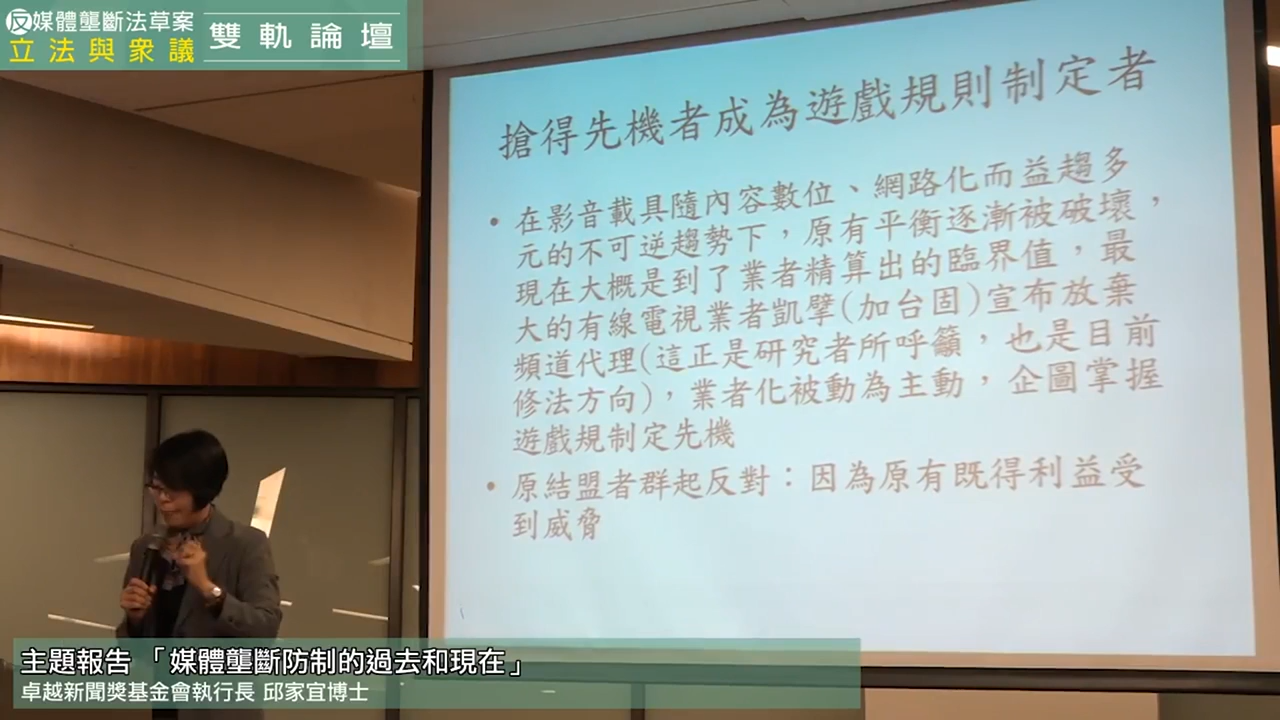 反媒體壟斷法草案
立法與眾議
雙軌論壇
搶得先機者成為遊戲規則制定者
• 在影音載具隨內容數位、網路化而益趨多
元的不可逆趨勢下，原有平衡逐漸被破壞，
現在大概是到了業者精算出的臨界值，最
大的有線電視業者凱擘(加台固)宣布放棄
頻道代理(這正是研究者所呼籲，也是目前
修法方向)，業者化被動為主動，企圖掌握
遊戲規制定先機
• 原結盟者群起反對：因為原有既得利益受
到威脅
主題報告 「媒體壟斷防制的過去和現在」
卓越新聞獎基金會執行長 邱家宜博士